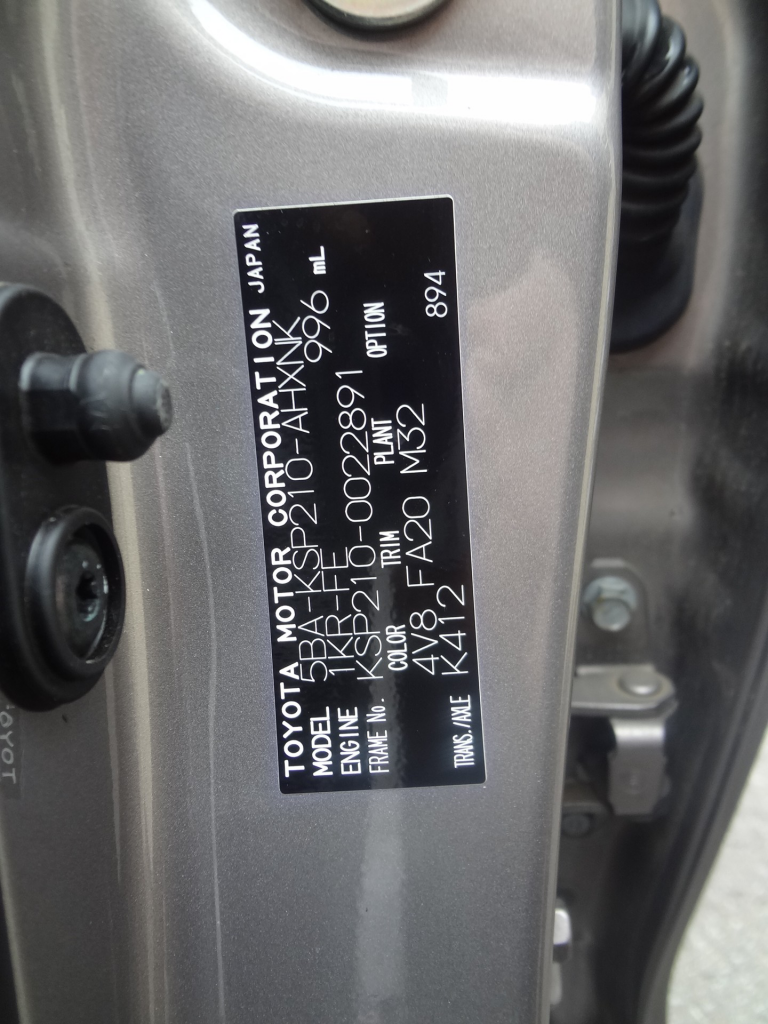 TOYOTA MOTOR CORPORATION JAPAN
MODEL 5BA-KSP210-AHXNK
ENGINE 1KR-FE 996 mL
FRAME No. KSP210-0022891
COLOR TRIM PLANT OPTION
4V8 FA20 M32 894
TRANS./AXLE K412
TOYOT